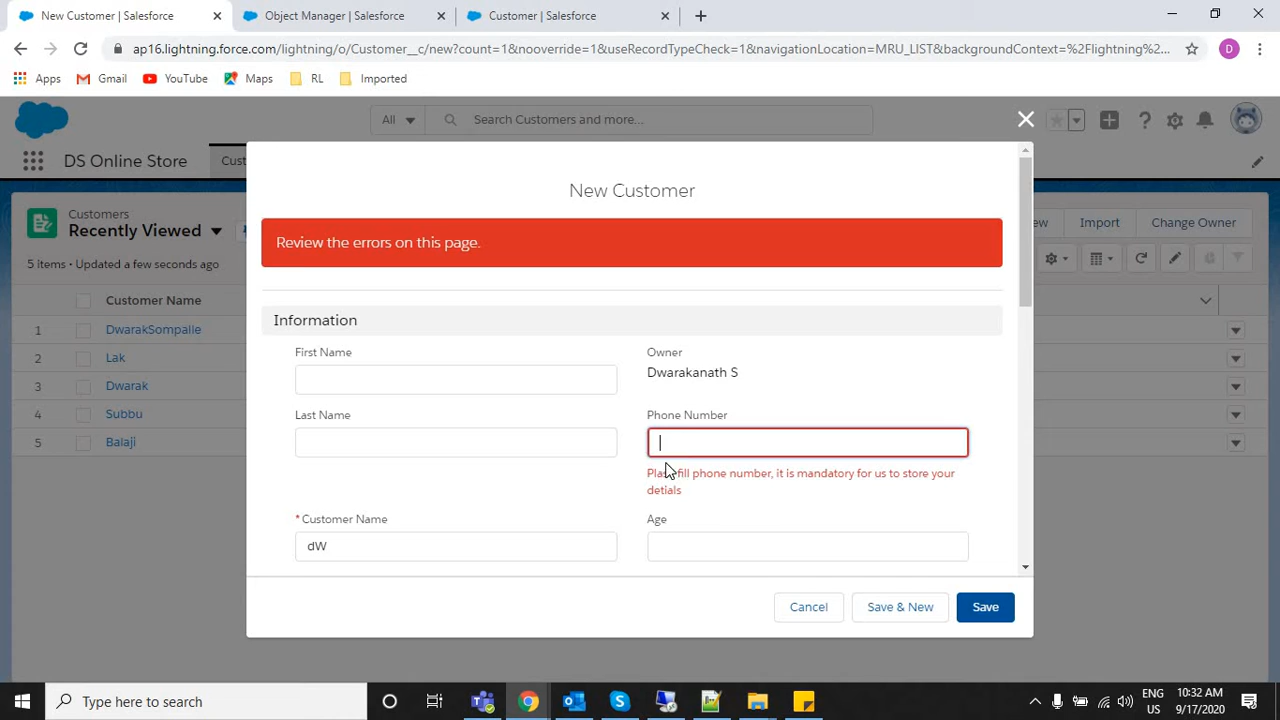 New Customer | Salesforce
Object Manager | Salesforce
Customer | Salesforce
ap16.lightning.force.com/lightning/o/Customer__c/new?count=1&nooverride=1&useRecordTypeCheck=1&navigationLocation=MRU_LIST&backgroundContext=%2Flightning%2...
D
Apps
Gmail
YouTube
Maps
RL
Imported
All
Search Customers and more...
DS Online Store
Cust
Customers
Recently Viewed
5 items • Updated a few seconds ago
Import
Change Owner
Customer Name
1 DwarakSompalle
2 Lak
3 Dwarak
4 Subbu
5 Balaji
New Customer
Review the errors on this page.
Information
First Name
Owner
Dwarakanath S
Last Name
Phone Number
fill phone number, it is mandatory for us to store your
detials
* Customer Name
dW
Age
Cancel
Save & New
Save
Type here to search
ENG
US
10:32 AM
9/17/2020